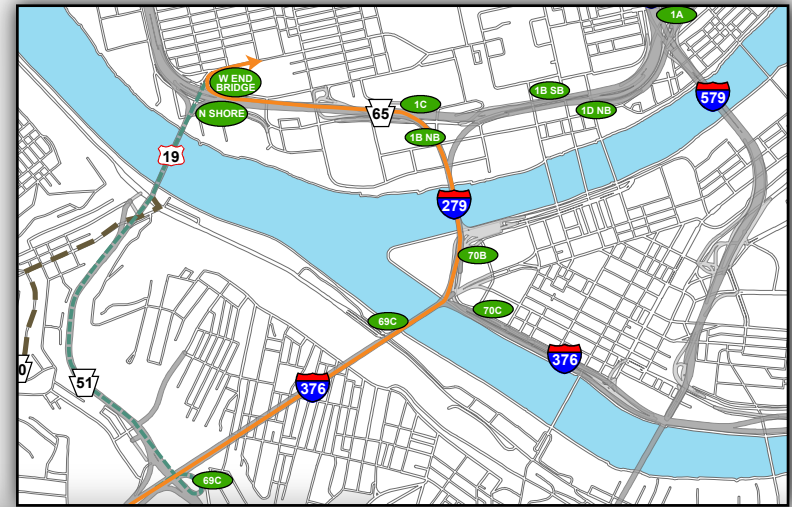 1A
W END
BRIDGE
1B SB
579
1C
N SHORE
65
1D NB
1B NB
19
279
70B
70C
69C
376
376
0
51
69C